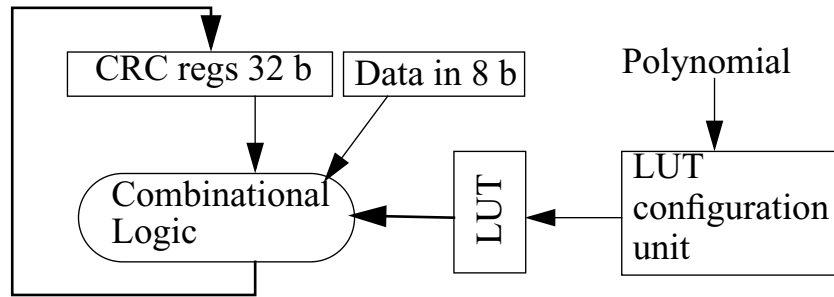 CRC regs 32 b
Data in 8 b
Polynomial
Combinational
Logic
LUT
LUT
configuration
unit